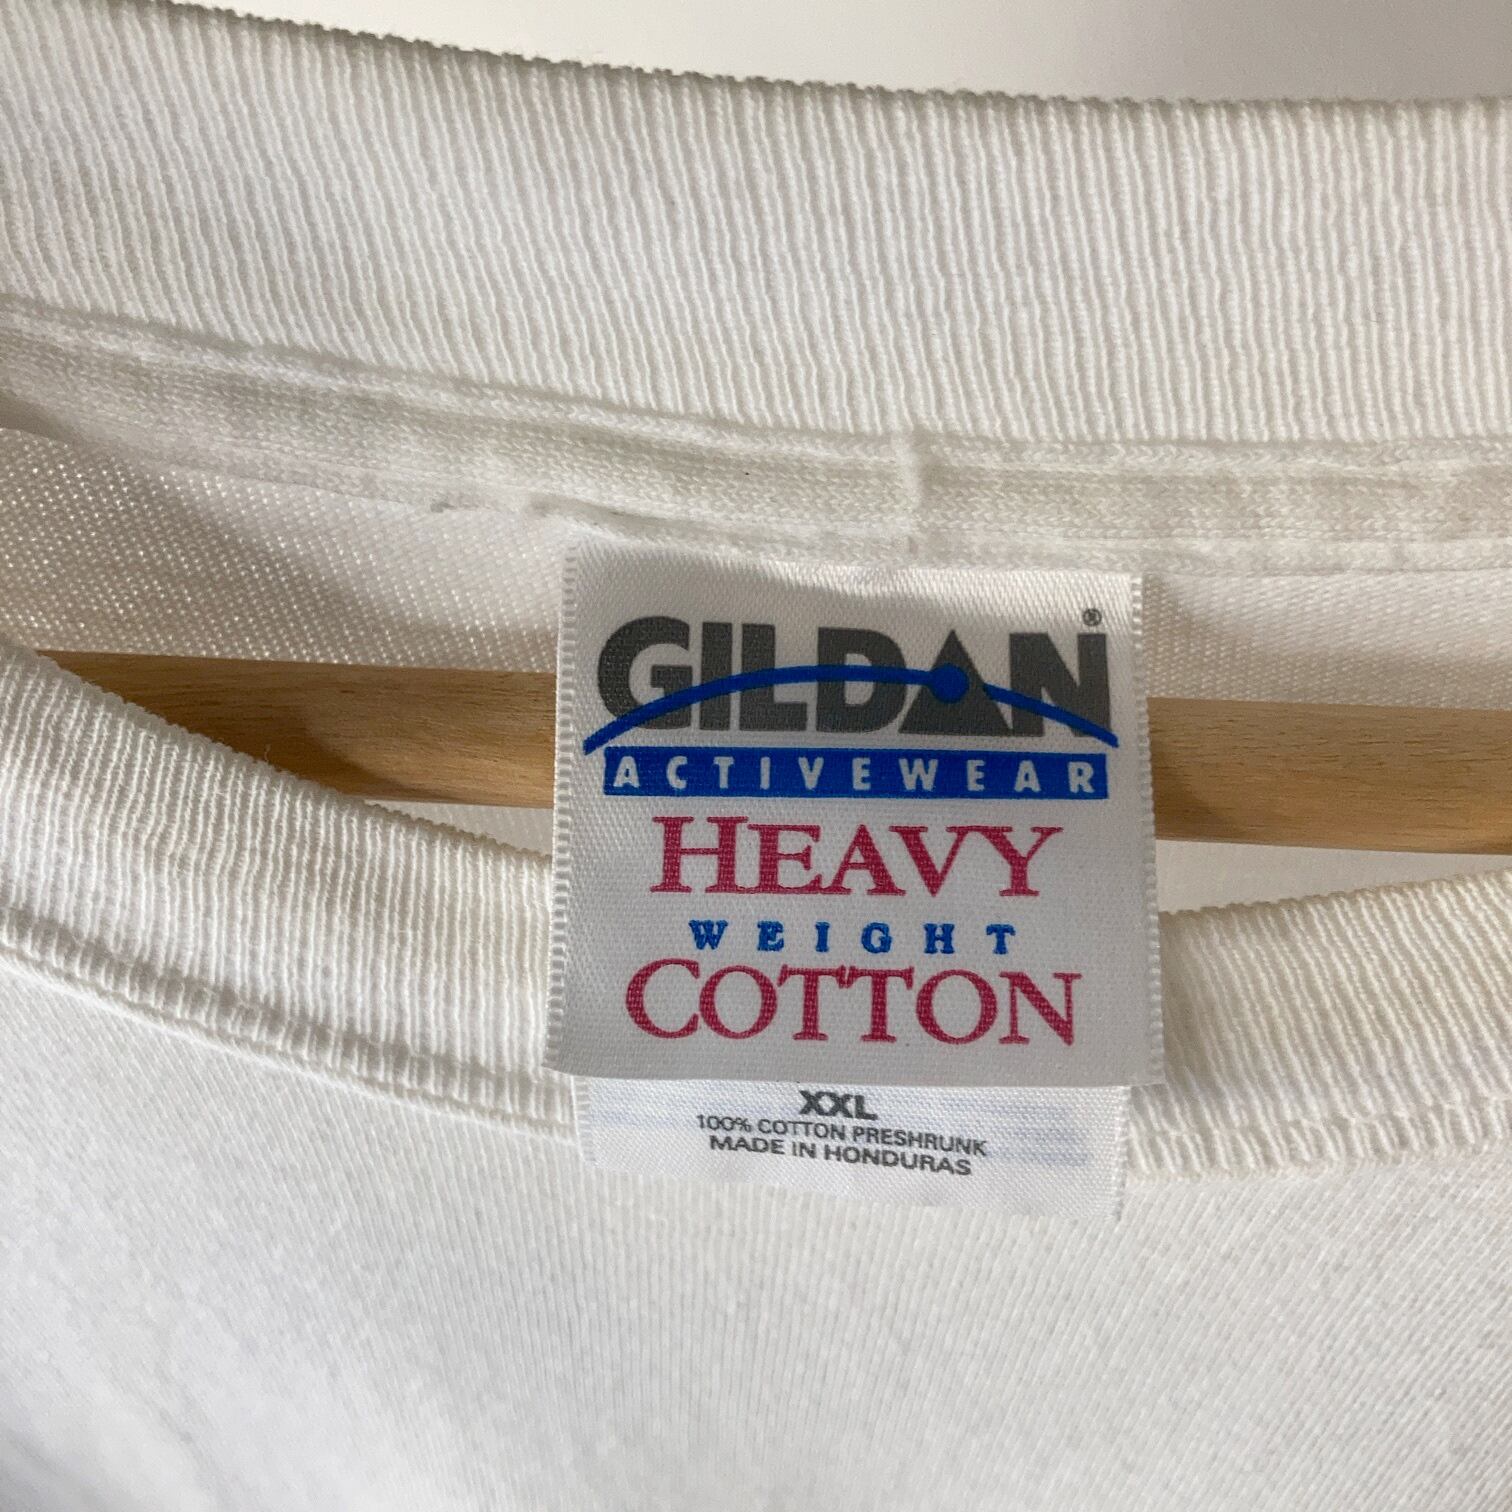 GILDAN®
ACTIVEWEAR
HEAVY
WEIGHT
COTTON
XXL
100% COTTON PRESHRUNK
MADE IN HONDURAS